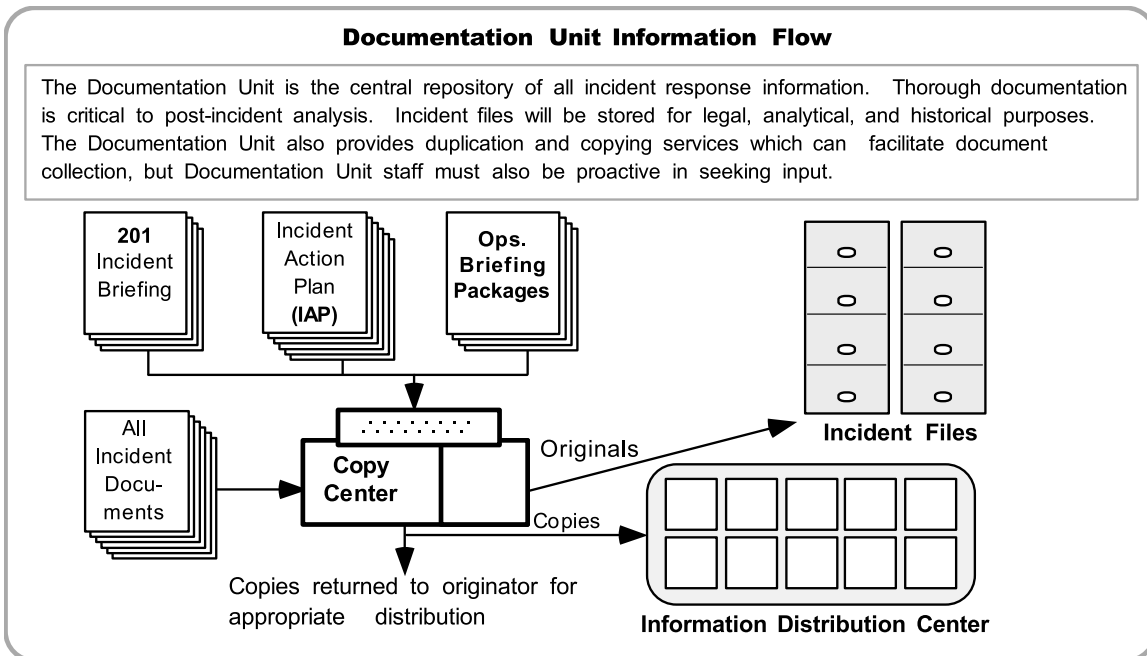 Documentation Unit Information Flow
The Documentation Unit is the central repository of all incident response information. Thorough documentation
is critical to post-incident analysis. Incident files will be stored for legal, analytical, and historical purposes.
The Documentation Unit also provides duplication and copying services which can facilitate document
collection, but Documentation Unit staff must also be proactive in seeking input.
201
Incident
Briefing
Incident
Action
Plan
(IAP)
Ops.
Briefing
Packages
Incident Files
All
Incident
Docu-
ments
Copy
Center
Originals
Copies
Copies returned to originator for
appropriate distribution
Information Distribution Center